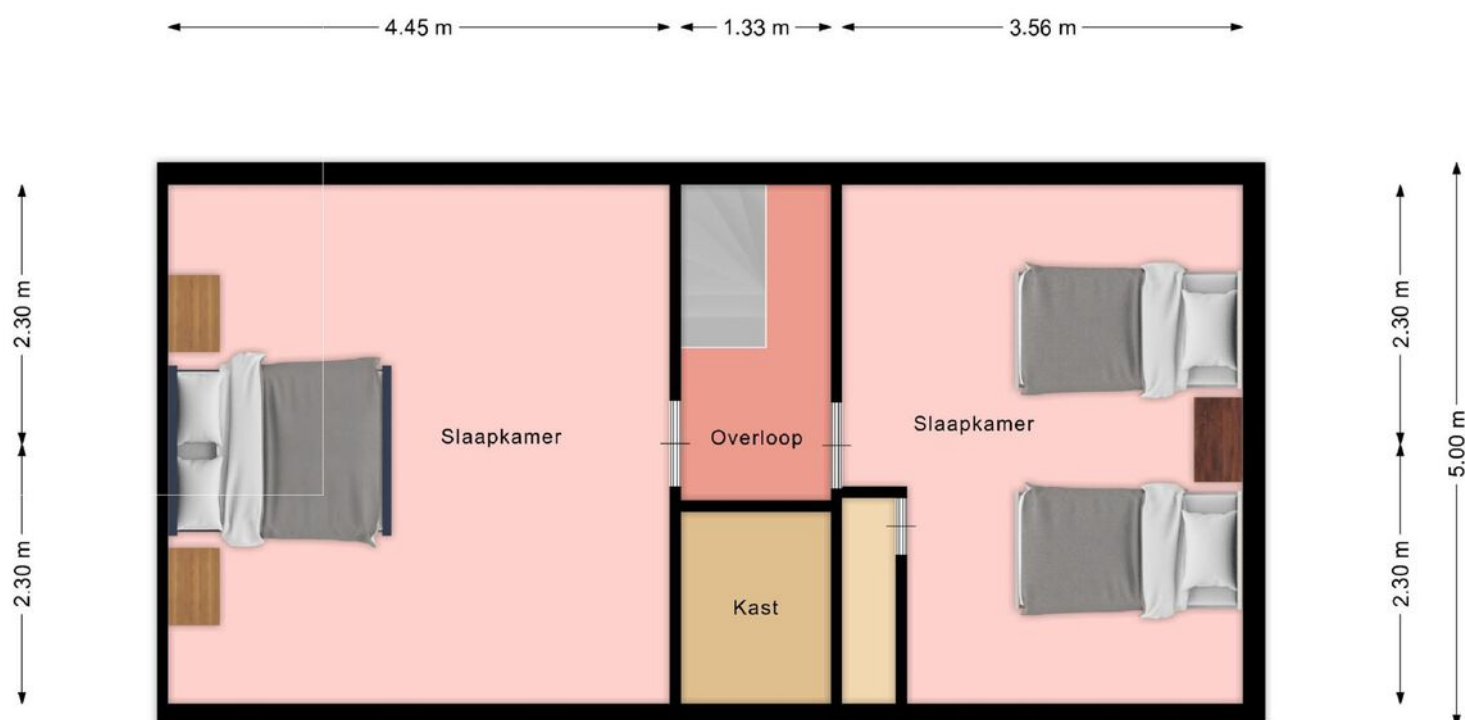 4.45 m
1.33 m
3.56 m
2.30 m
2.30 m
5.00 m
Slaapkamer
Overloop
Slaapkamer
2.30 m
2.30 m
Kast